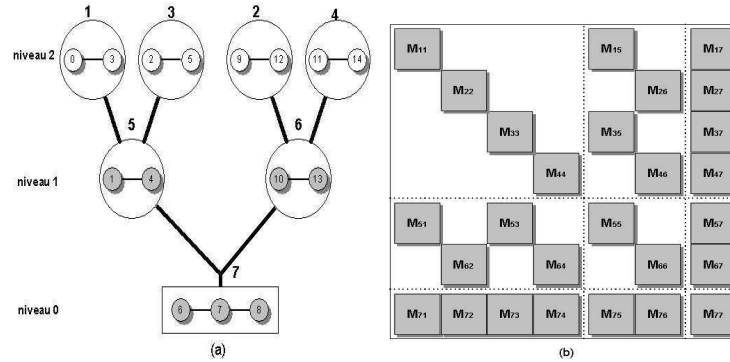 1 3 2 4
niveau 2
0 3 2 5 9 12 11 14
5 6
niveau 1
1 4 10 13
7
niveau 0
6 7 8
(a)
M11 M15 M17
M22 M26 M27
M33 M35 M37
M44 M46 M47
M51 M53 M55 M57
M62 M64 M66 M67
M71 M72 M73 M74 M75 M76 M77
(b)